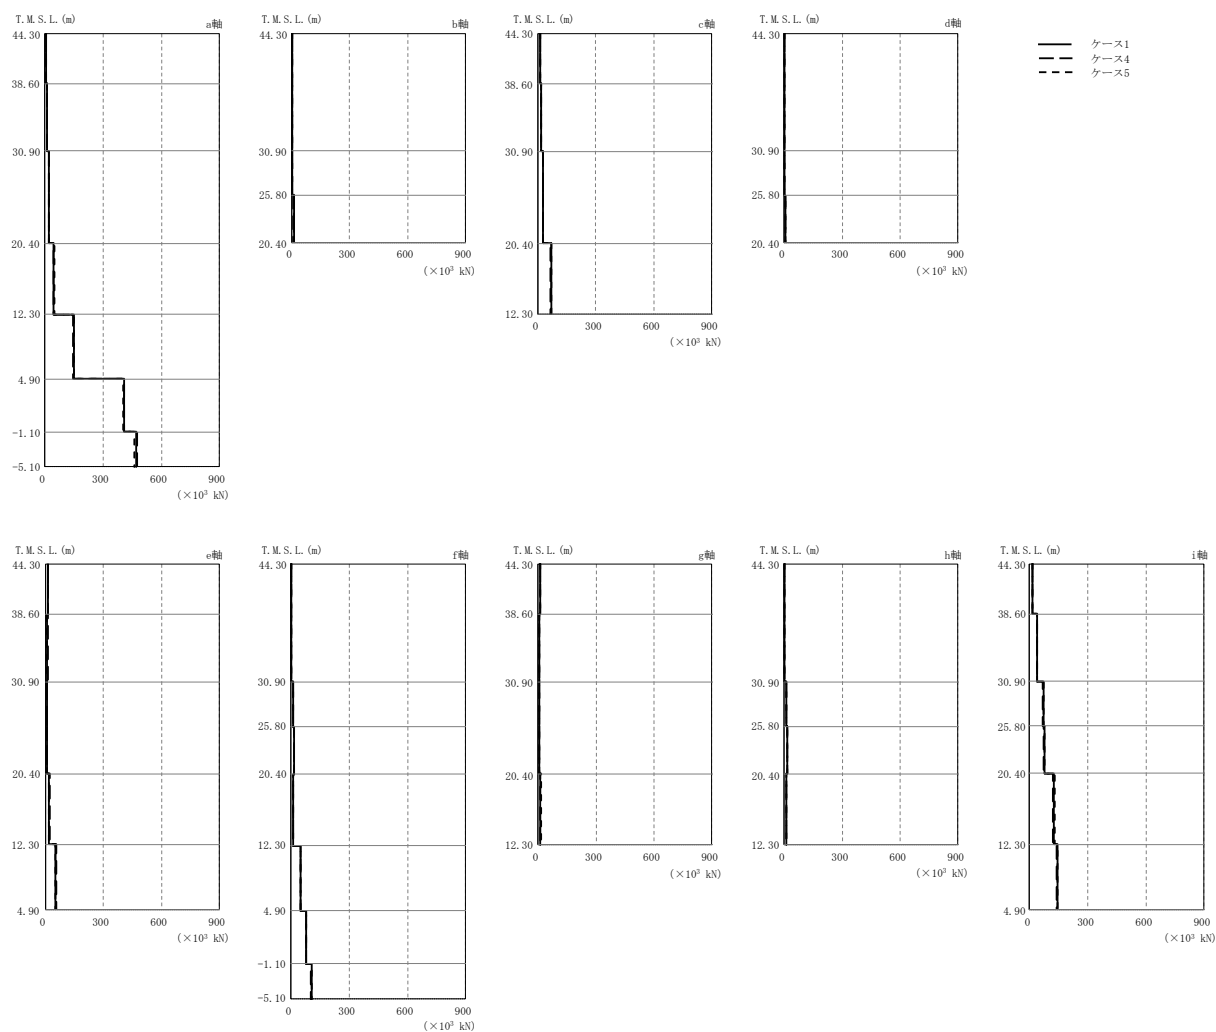 T.M.S.L.(m) a軸
44.30
38.60
30.90
20.40
12.30
4.90
-1.10
-5.10
0 300 600 900
(×10³ kN)
T.M.S.L.(m) b軸
44.30
30.90
25.80
20.40
0 300 600 900
(×10³ kN)
T.M.S.L.(m) c軸
44.30
38.60
30.90
20.40
12.30
0 300 600 900
(×10³ kN)
T.M.S.L.(m) d軸
44.30
30.90
25.80
20.40
0 300 600 900
(×10³ kN)
ケース1
ケース4
ケース5
T.M.S.L.(m) e軸
44.30
38.60
30.90
20.40
12.30
4.90
0 300 600 900
(×10³ kN)
T.M.S.L.(m) f軸
44.30
30.90
25.80
20.40
12.30
4.90
-1.10
-5.10
0 300 600 900
(×10³ kN)
T.M.S.L.(m) g軸
44.30
38.60
30.90
25.80
20.40
12.30
0 300 600 900
(×10³ kN)
T.M.S.L.(m) h軸
44.30
30.90
25.80
20.40
12.30
0 300 600 900
(×10³ kN)
T.M.S.L.(m) i軸
44.30
38.60
30.90
25.80
20.40
12.30
4.90
0 300 600 900
(×10³ kN)